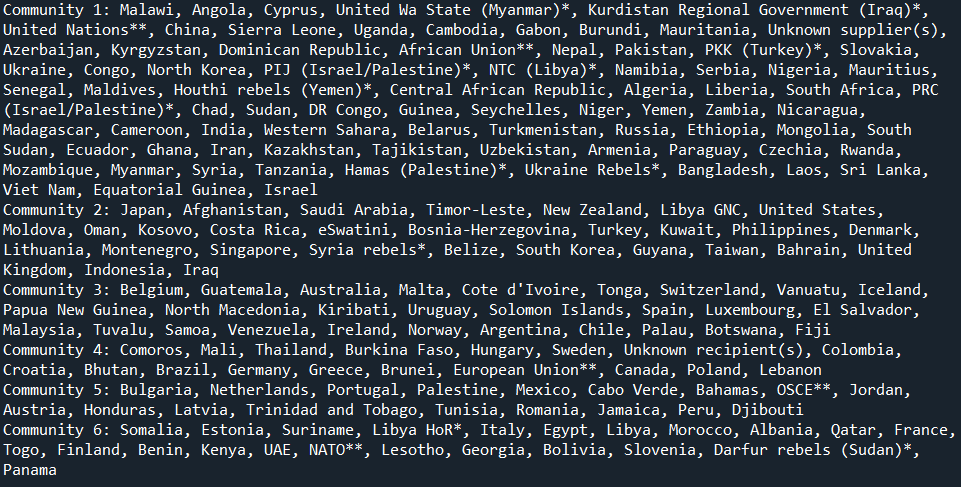 Community 1: Malawi, Angola, Cyprus, United Wa State (Myanmar)*, Kurdistan Regional Government (Iraq)*,
United Nations**, China, Sierra Leone, Uganda, Cambodia, Gabon, Burundi, Mauritania, Unknown supplier(s),
Azerbaijan, Kyrgyzstan, Dominican Republic, African Union**, Nepal, Pakistan, PKK (Turkey)*, Slovakia,
Ukraine, Congo, North Korea, PIJ (Israel/Palestine)*, NTC (Libya)*, Namibia, Serbia, Nigeria, Mauritius,
Senegal, Maldives, Houthi rebels (Yemen)*, Central African Republic, Algeria, Liberia, South Africa, PRC
(Israel/Palestine)*, Chad, Sudan, DR Congo, Guinea, Seychelles, Niger, Yemen, Zambia, Nicaragua,
Madagascar, Cameroon, India, Western Sahara, Belarus, Turkmenistan, Russia, Ethiopia, Mongolia, South
Sudan, Ecuador, Ghana, Iran, Kazakhstan, Tajikistan, Uzbekistan, Armenia, Paraguay, Czechia, Rwanda,
Mozambique, Myanmar, Syria, Tanzania, Hamas (Palestine)*, Ukraine Rebels*, Bangladesh, Laos, Sri Lanka,
Viet Nam, Equatorial Guinea, Israel
Community 2: Japan, Afghanistan, Saudi Arabia, Timor-Leste, New Zealand, Libya GNC, United States,
Moldova, Oman, Kosovo, Costa Rica, eSwatini, Bosnia-Herzegovina, Turkey, Kuwait, Philippines, Denmark,
Lithuania, Montenegro, Singapore, Syria rebels*, Belize, South Korea, Guyana, Taiwan, Bahrain, United
Kingdom, Indonesia, Iraq
Community 3: Belgium, Guatemala, Australia, Malta, Cote d'Ivoire, Tonga, Switzerland, Vanuatu, Iceland,
Papua New Guinea, North Macedonia, Kiribati, Uruguay, Solomon Islands, Spain, Luxembourg, El Salvador,
Malaysia, Tuvalu, Samoa, Venezuela, Ireland, Norway, Argentina, Chile, Palau, Botswana, Fiji
Community 4: Comoros, Mali, Thailand, Burkina Faso, Hungary, Sweden, Unknown recipient(s), Colombia,
Croatia, Bhutan, Brazil, Germany, Greece, Brunei, European Union**, Canada, Poland, Lebanon
Community 5: Bulgaria, Netherlands, Portugal, Palestine, Mexico, Cabo Verde, Bahamas, OSCE**, Jordan,
Austria, Honduras, Latvia, Trinidad and Tobago, Tunisia, Romania, Jamaica, Peru, Djibouti
Community 6: Somalia, Estonia, Suriname, Libya HoR*, Italy, Egypt, Libya, Morocco, Albania, Qatar, France,
Togo, Finland, Benin, Kenya, UAE, NATO**, Lesotho, Georgia, Bolivia, Slovenia, Darfur rebels (Sudan)*,
Panama